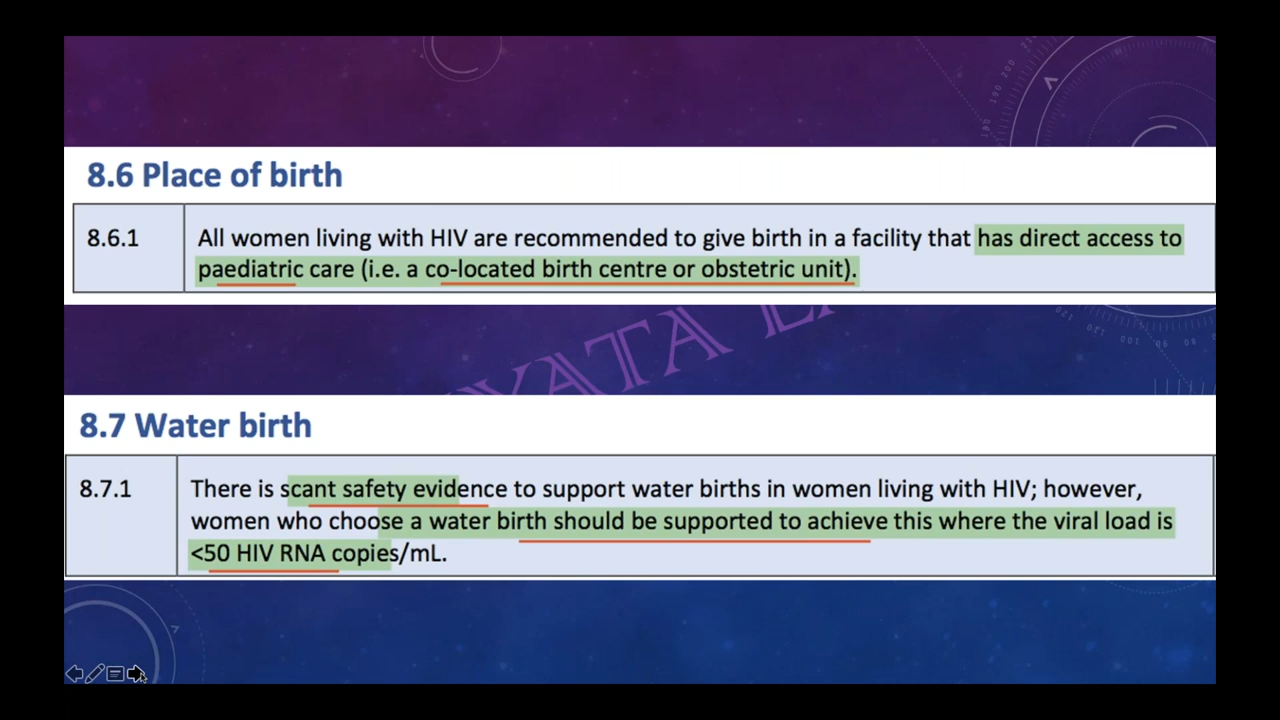 8.6 Place of birth
8.6.1 All women living with HIV are recommended to give birth in a facility that has direct access to
paediatric care (i.e. a co-located birth centre or obstetric unit).
8.7 Water birth
8.7.1 There is scant safety evidence to support water births in women living with HIV; however,
women who choose a water birth should be supported to achieve this where the viral load is
<50 HIV RNA copies/mL.